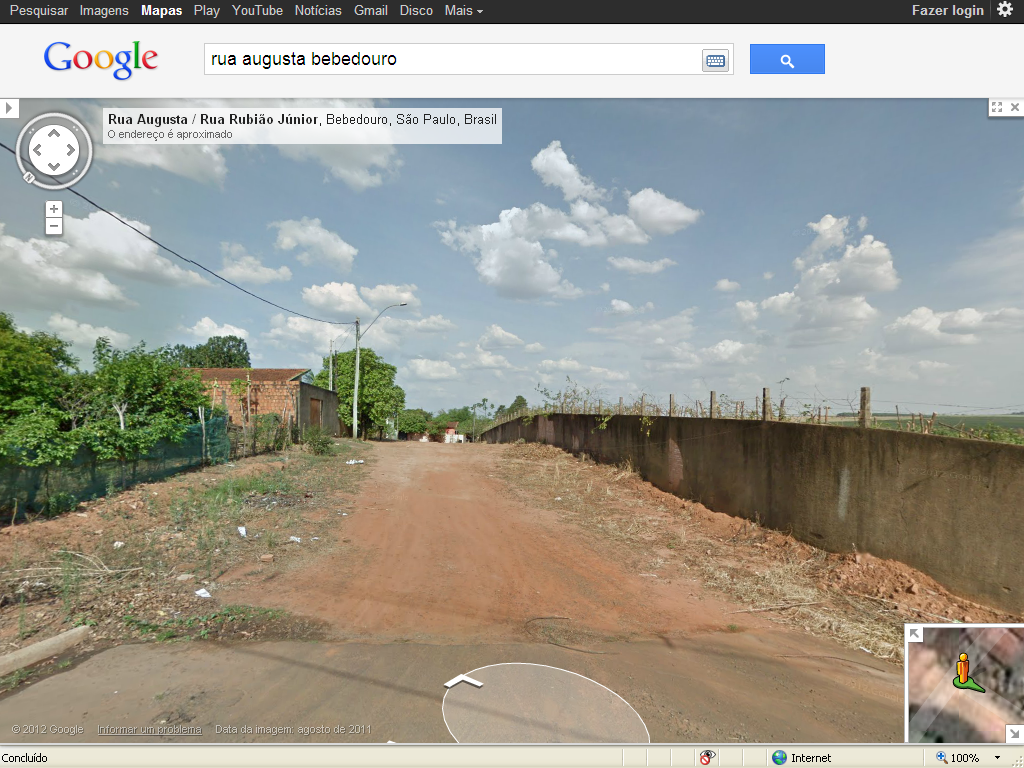 Pesquisar Imagens Mapas Play YouTube Notícias Gmail Disco Mais Fazer login
Google rua augusta bebedouro
Rua Augusta / Rua Rubião Júnior, Bebedouro, São Paulo, Brasil
O endereço é aproximado
N
© 2012 Google Informar um problema Data da imagem: agosto de 2011
Concluído Internet 100%